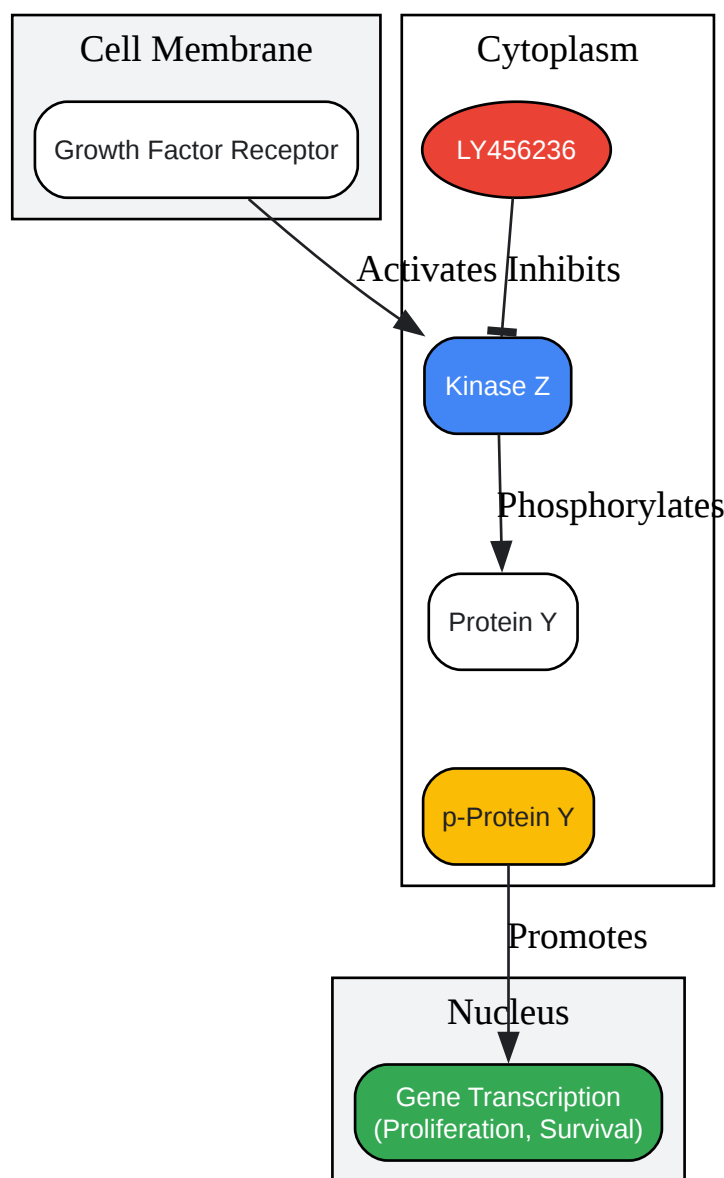 Cell Membrane
Cytoplasm
Growth Factor Receptor
LY456236
Activates
Inhibits
Kinase Z
Phosphorylates
Protein Y
p-Protein Y
Promotes
Nucleus
Gene Transcription
(Proliferation, Survival)